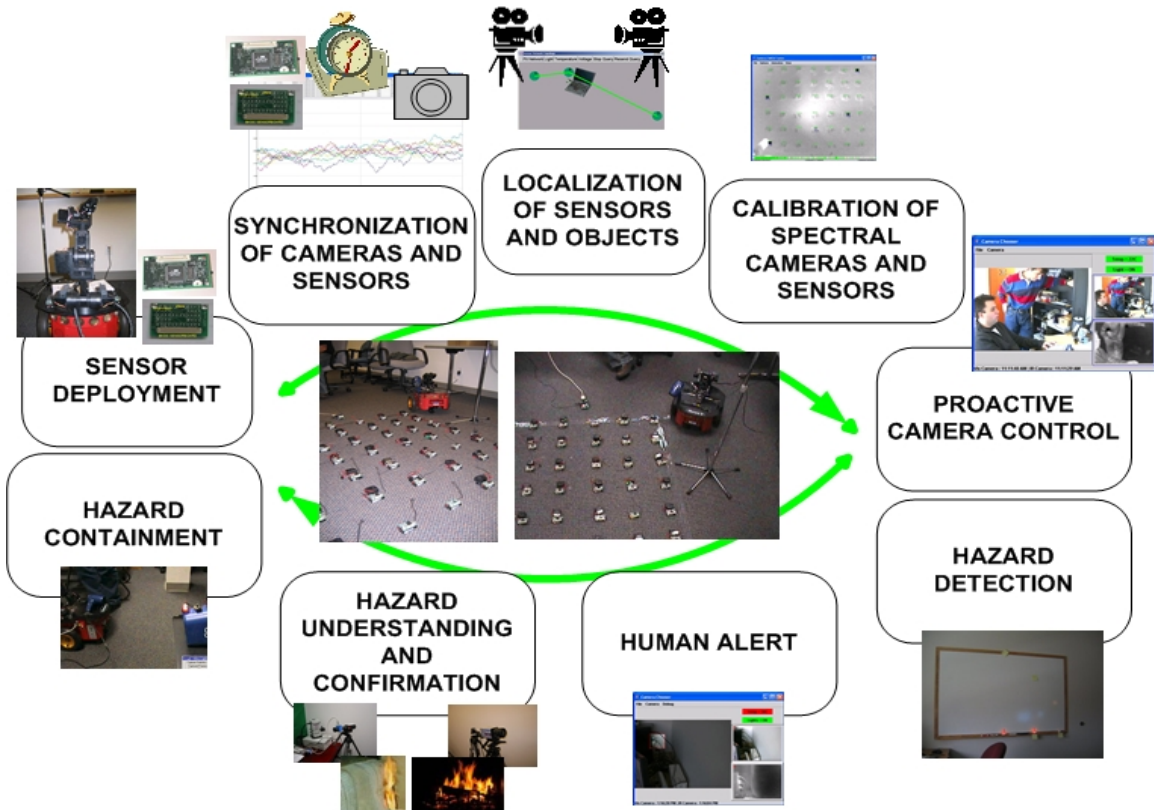 SYNCHRONIZATION
OF CAMERAS AND
SENSORS
LOCALIZATION
OF SENSORS
AND OBJECTS
CALIBRATION OF
SPECTRAL
CAMERAS AND
SENSORS
SENSOR
DEPLOYMENT
PROACTIVE
CAMERA CONTROL
HAZARD
CONTAINMENT
HAZARD
DETECTION
HAZARD
UNDERSTANDING
AND
CONFIRMATION
HUMAN ALERT